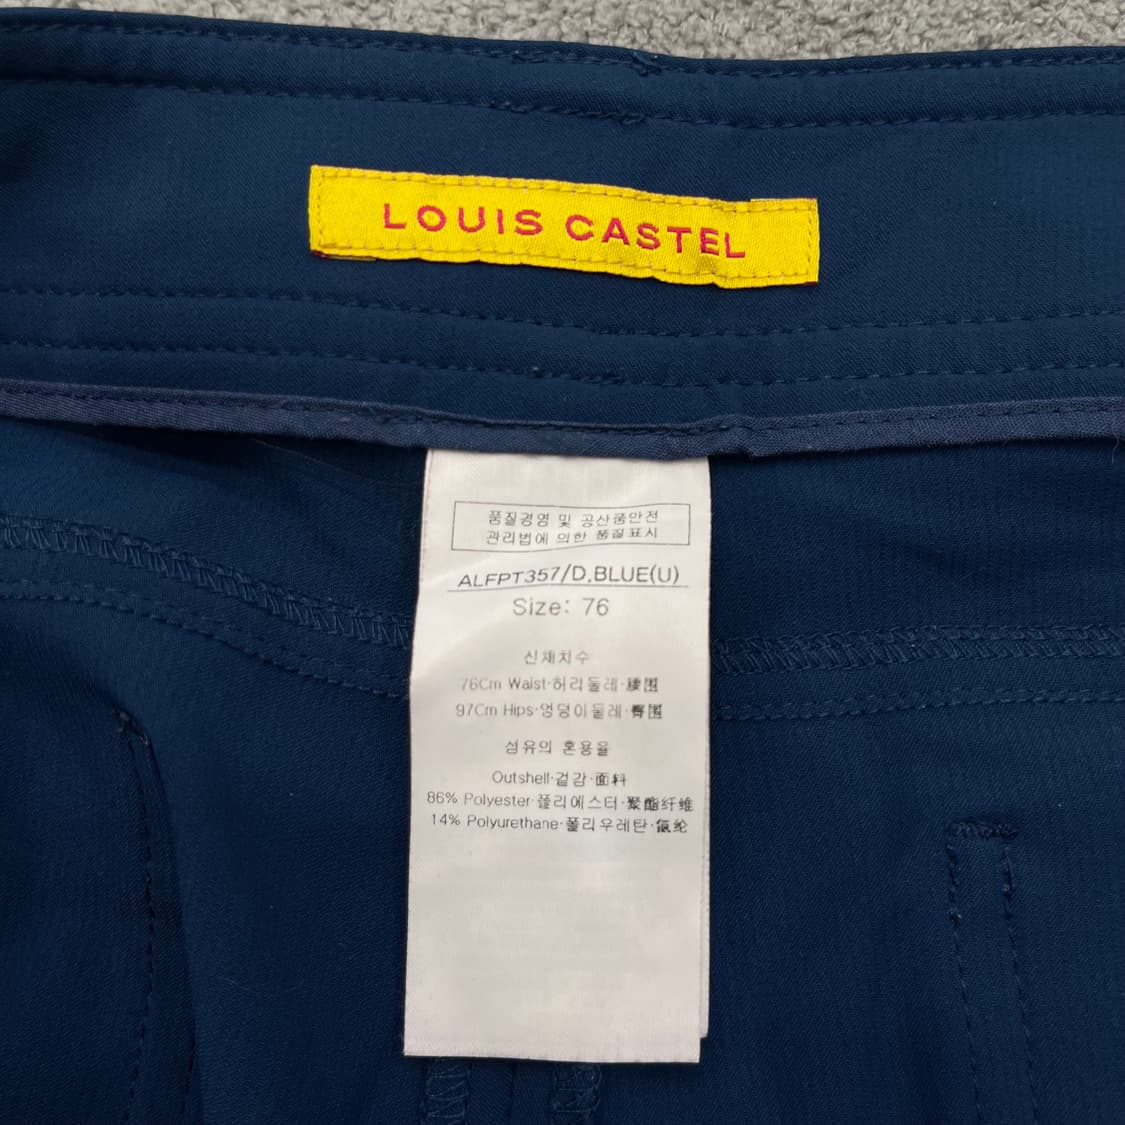 LOUIS CASTEL
품질경영 및 공산품안전
관리법에 의한 품질표시
ALFPT357/D.BLUE(U)
Size: 76
신체치수
76Cm Waist·허리둘레·腰围
97Cm Hips·엉덩이둘레·臀围
섬유의 혼용율
Outshell·겉감·面料
86% Polyester·폴리에스터·聚酯纤维
14% Polyurethane·폴리우레탄·氨纶